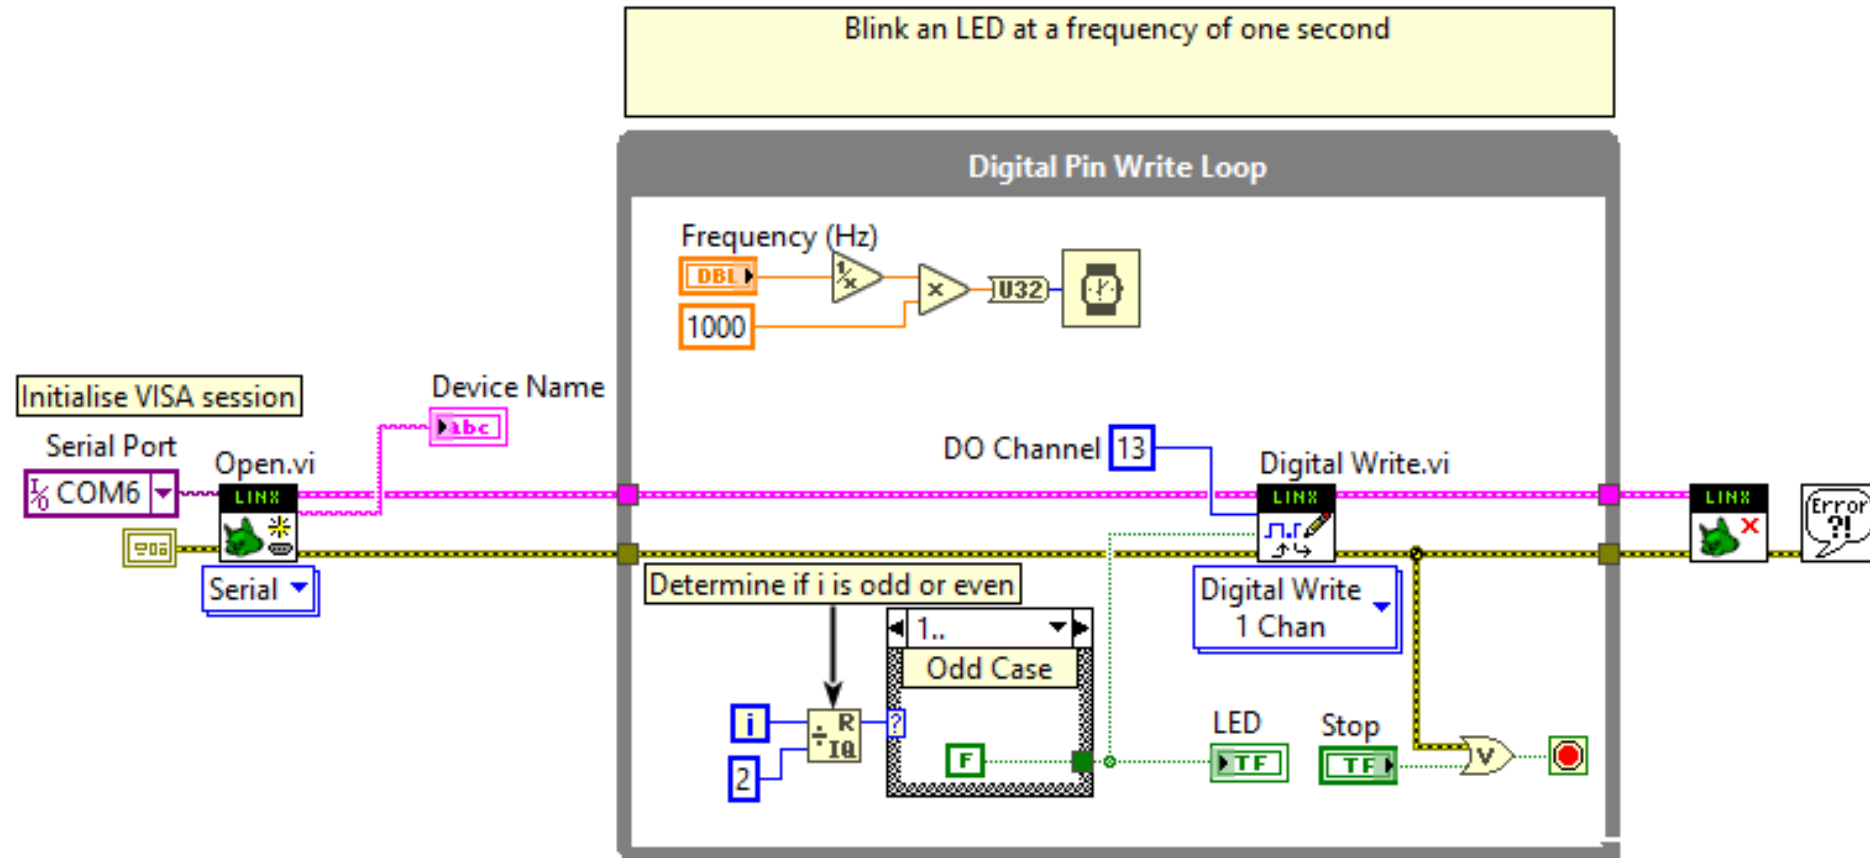 Blink an LED at a frequency of one second
Digital Pin Write Loop
Frequency (Hz)
DBL
1/x
x
U32
1000
Initialise VISA session
Device Name
abc
Serial Port
Open.vi
I/O COM6
LINX
Serial
DO Channel 13
Digital Write.vi
LINX
Digital Write
1 Chan
LINX
Error
?!
Determine if i is odd or even
1..
Odd Case
i
R
IQ
?
2
F
LED
TF
Stop
TF
V